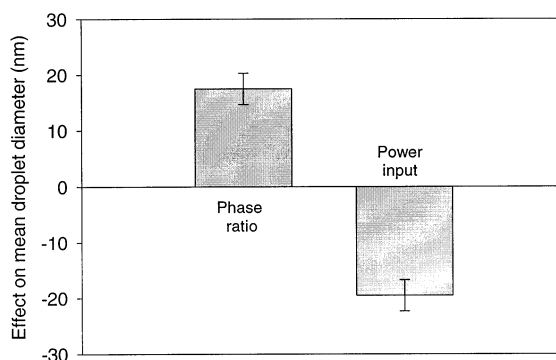 Effect on mean droplet diameter (nm)
30
20
10
0
-10
-20
-30
Phase
ratio
Power
input